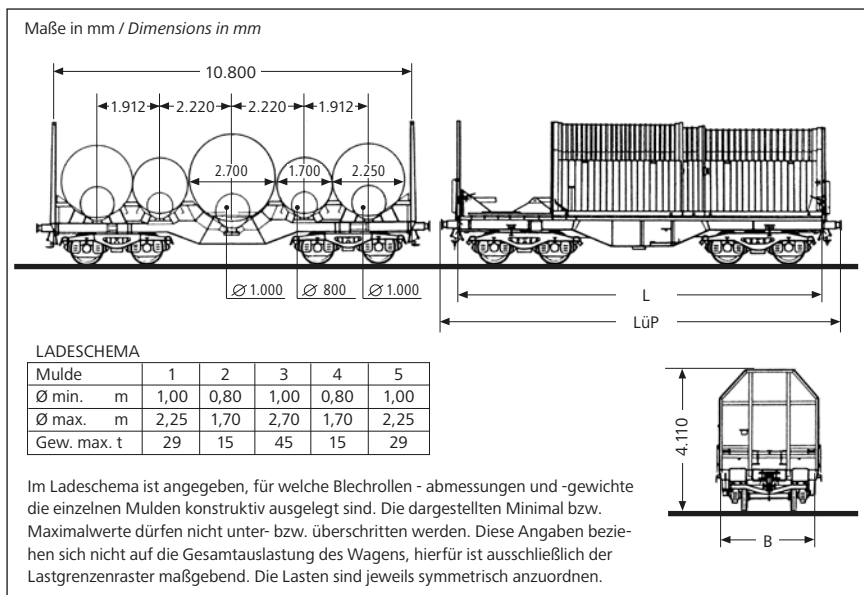 Maße in mm / Dimensions in mm
10.800
1.912 2.220 2.220 1.912
2.700 1.700 2.250
Ø 1.000 Ø 800 Ø 1.000
L
LüP
LADESCHEMA
Mulde 1 2 3 4 5
Ø min. m 1,00 0,80 1,00 0,80 1,00
Ø max. m 2,25 1,70 2,70 1,70 2,25
Gew. max. t 29 15 45 15 29
4.110
B
Im Ladeschema ist angegeben, für welche Blechrollen - abmessungen und -gewichte
die einzelnen Mulden konstruktiv ausgelegt sind. Die dargestellten Minimal bzw.
Maximalwerte dürfen nicht unter- bzw. überschritten werden. Diese Angaben bezie-
hen sich nicht auf die Gesamtauslastung des Wagens, hierfür ist ausschließlich der
Lastgrenzenraster maßgebend. Die Lasten sind jeweils symmetrisch anzuordnen.